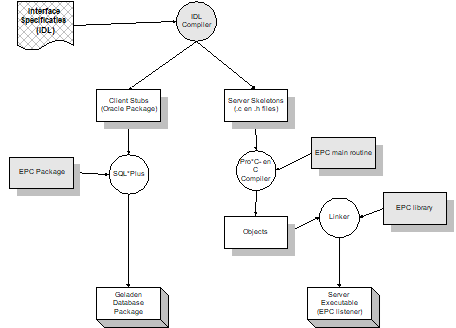 Interface
Specificaties
(IDL)
IDL
Compiler
Client Stubs
(Oracle Package)
Server Skeletons
(.c en .h files)
EPC main routine
EPC Package
SQL*Plus
Pro*C- en
C
Compiler
EPC library
Objects
Linker
Geladen
Database
Package
Server
Executable
(EPC listener)